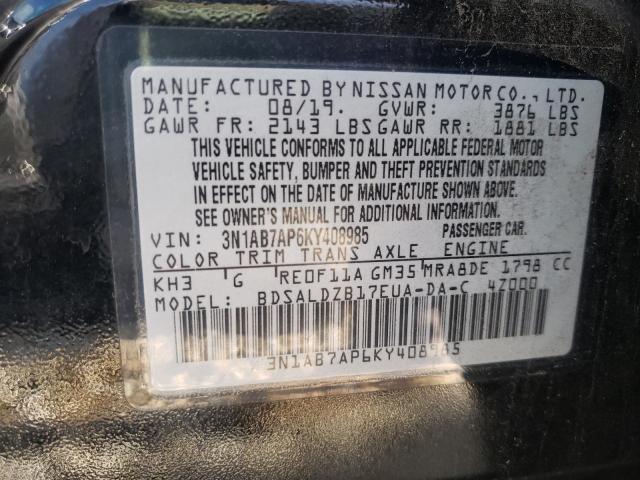 MANUFACTURED BY NISSAN MOTOR CO., LTD.
DATE: 08/19. GVWR: 3876 LBS
GAWR FR: 2143 LBS GAWR RR: 1881 LBS
THIS VEHICLE CONFORMS TO ALL APPLICABLE FEDERAL MOTOR
VEHICLE SAFETY, BUMPER AND THEFT PREVENTION STANDARDS
IN EFFECT ON THE DATE OF MANUFACTURE SHOWN ABOVE.
SEE OWNER'S MANUAL FOR ADDITIONAL INFORMATION.
VIN: 3N1AB7AP6KY408985 PASSENGER CAR.
COLOR TRIM TRANS AXLE ENGINE
KH3 G RE0F11A GM35 MRA8DE 1798 CC
MODEL: BDSALDZB17EUA-DA-C 4Z000
3N1AB7AP6KY408985